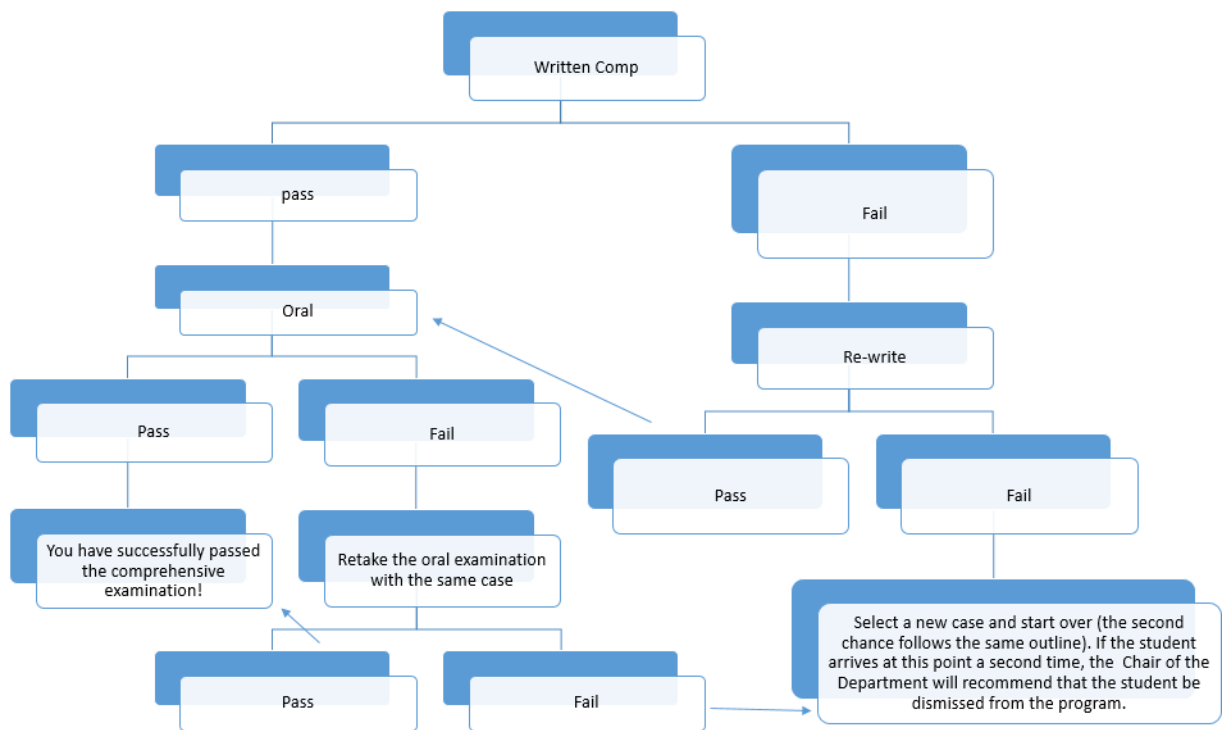 Written Comp
pass
Fail
Oral
Re-write
Pass
Fail
Pass
Fail
You have successfully passed
the comprehensive
examination!
Retake the oral examination
with the same case
Select a new case and start over (the second
chance follows the same outline). If the student
arrives at this point a second time, the Chair of the
Department will recommend that the student be
dismissed from the program.
Pass
Fail